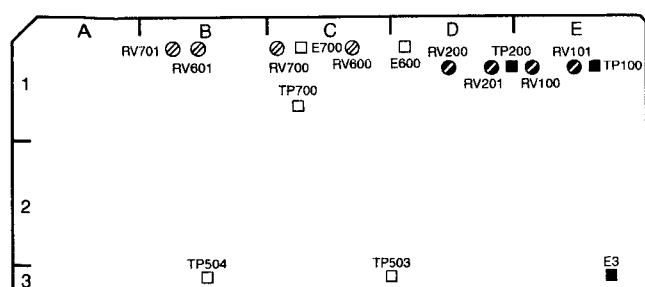 A B C D E
RV701 E700 RV200 TP200 RV101
RV601 RV700 RV600 E600 TP100
RV201 RV100
1
TP700
2
TP504 TP503 E3
3